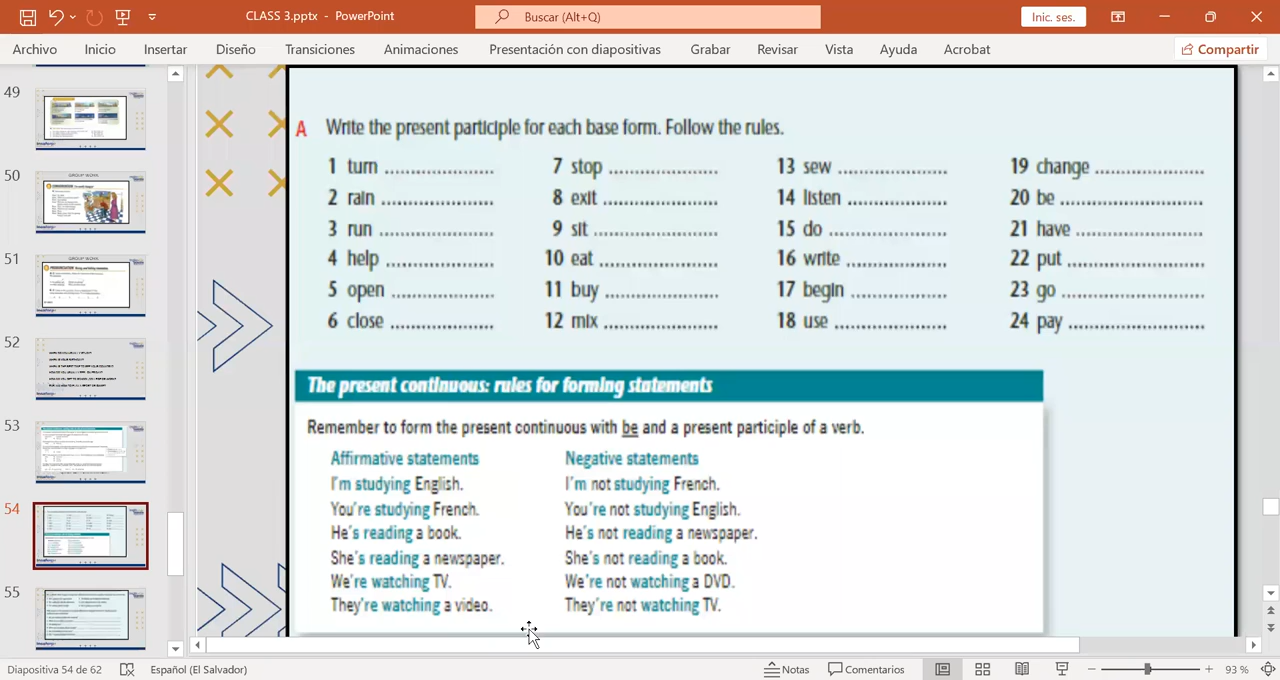 CLASS 3.pptx - PowerPoint
Buscar (Alt+Q)
Inic. ses.
Archivo Inicio Insertar Diseño Transiciones Animaciones Presentación con diapositivas Grabar Revisar Vista Ayuda Acrobat Compartir
49
50
51
52
53
54
55
A Write the present participle for each base form. Follow the rules.
1 turn ...................... 7 stop ...................... 13 sew ...................... 19 change ......................
2 rain ...................... 8 exit ...................... 14 listen ...................... 20 be ......................
3 run ...................... 9 sit ...................... 15 do ...................... 21 have ......................
4 help ...................... 10 eat ...................... 16 write ...................... 22 put ......................
5 open ...................... 11 buy ...................... 17 begin ...................... 23 go ......................
6 close ...................... 12 mix ...................... 18 use ...................... 24 pay ......................
The present continuous: rules for forming statements
Remember to form the present continuous with be and a present participle of a verb.
Affirmative statements Negative statements
I'm studying English. I'm not studying French.
You're studying French. You're not studying English.
He's reading a book. He's not reading a newspaper.
She's reading a newspaper. She's not reading a book.
We're watching TV. We're not watching a DVD.
They're watching a video. They're not watching TV.
Diapositiva 54 de 62 Español (El Salvador) Notas Comentarios 93 %